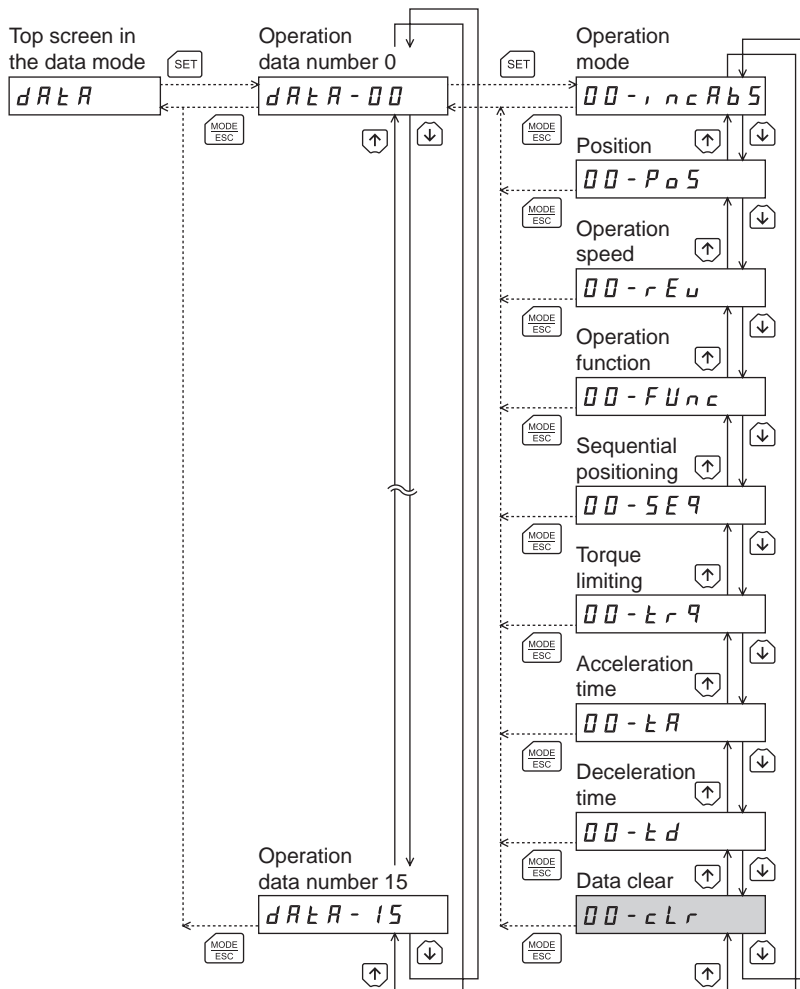 Top screen in
the data mode
dAtA
SET
MODE
ESC
Operation
data number 0
dAtA-00
↑
↓
SET
MODE
ESC
Operation
data number 15
dAtA-15
MODE
ESC
↑
↓
Operation
mode
00-incAbS
↑
↓
Position
00-PoS
MODE
ESC
↑
↓
Operation
speed
00-rEv
MODE
ESC
↑
↓
Operation
function
00-FUnc
MODE
ESC
↑
↓
Sequential
positioning
00-SEq
MODE
ESC
↑
↓
Torque
limiting
00-trq
MODE
ESC
↑
↓
Acceleration
time
00-tA
MODE
ESC
↑
↓
Deceleration
time
00-td
MODE
ESC
↑
↓
Data clear
00-cLr
MODE
ESC
↑
↓